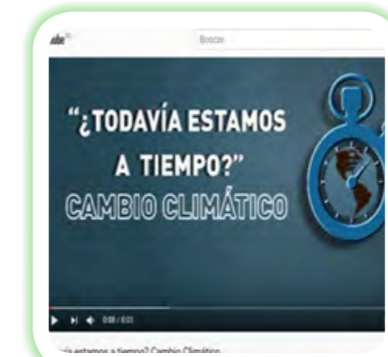 Buscar
“¿TODAVÍA ESTAMOS
A TIEMPO?”
CAMBIO CLIMÁTICO
estamos a tiempo? Cambio Climático